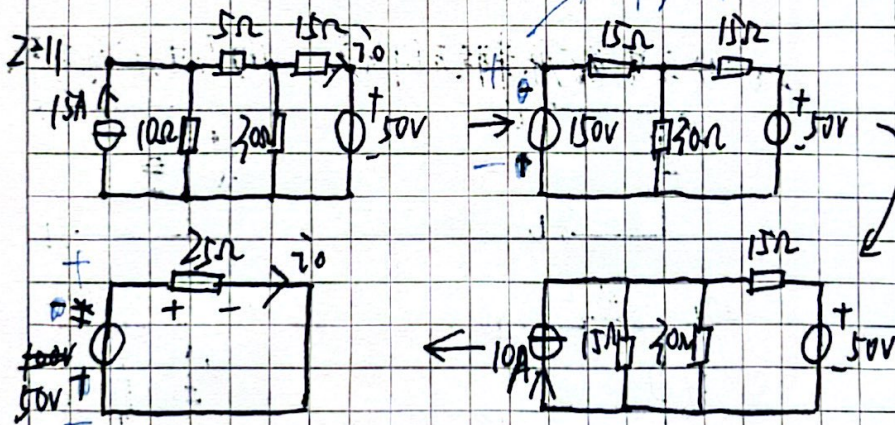 2-11
5Ω 15Ω i0
15A 10Ω 30Ω + 50V -
15Ω 15Ω
+ - 150V 30Ω + 50V -
- +
25Ω i0
+ -
+ -
50V +
-
15Ω
10A 15Ω 30Ω + 50V -